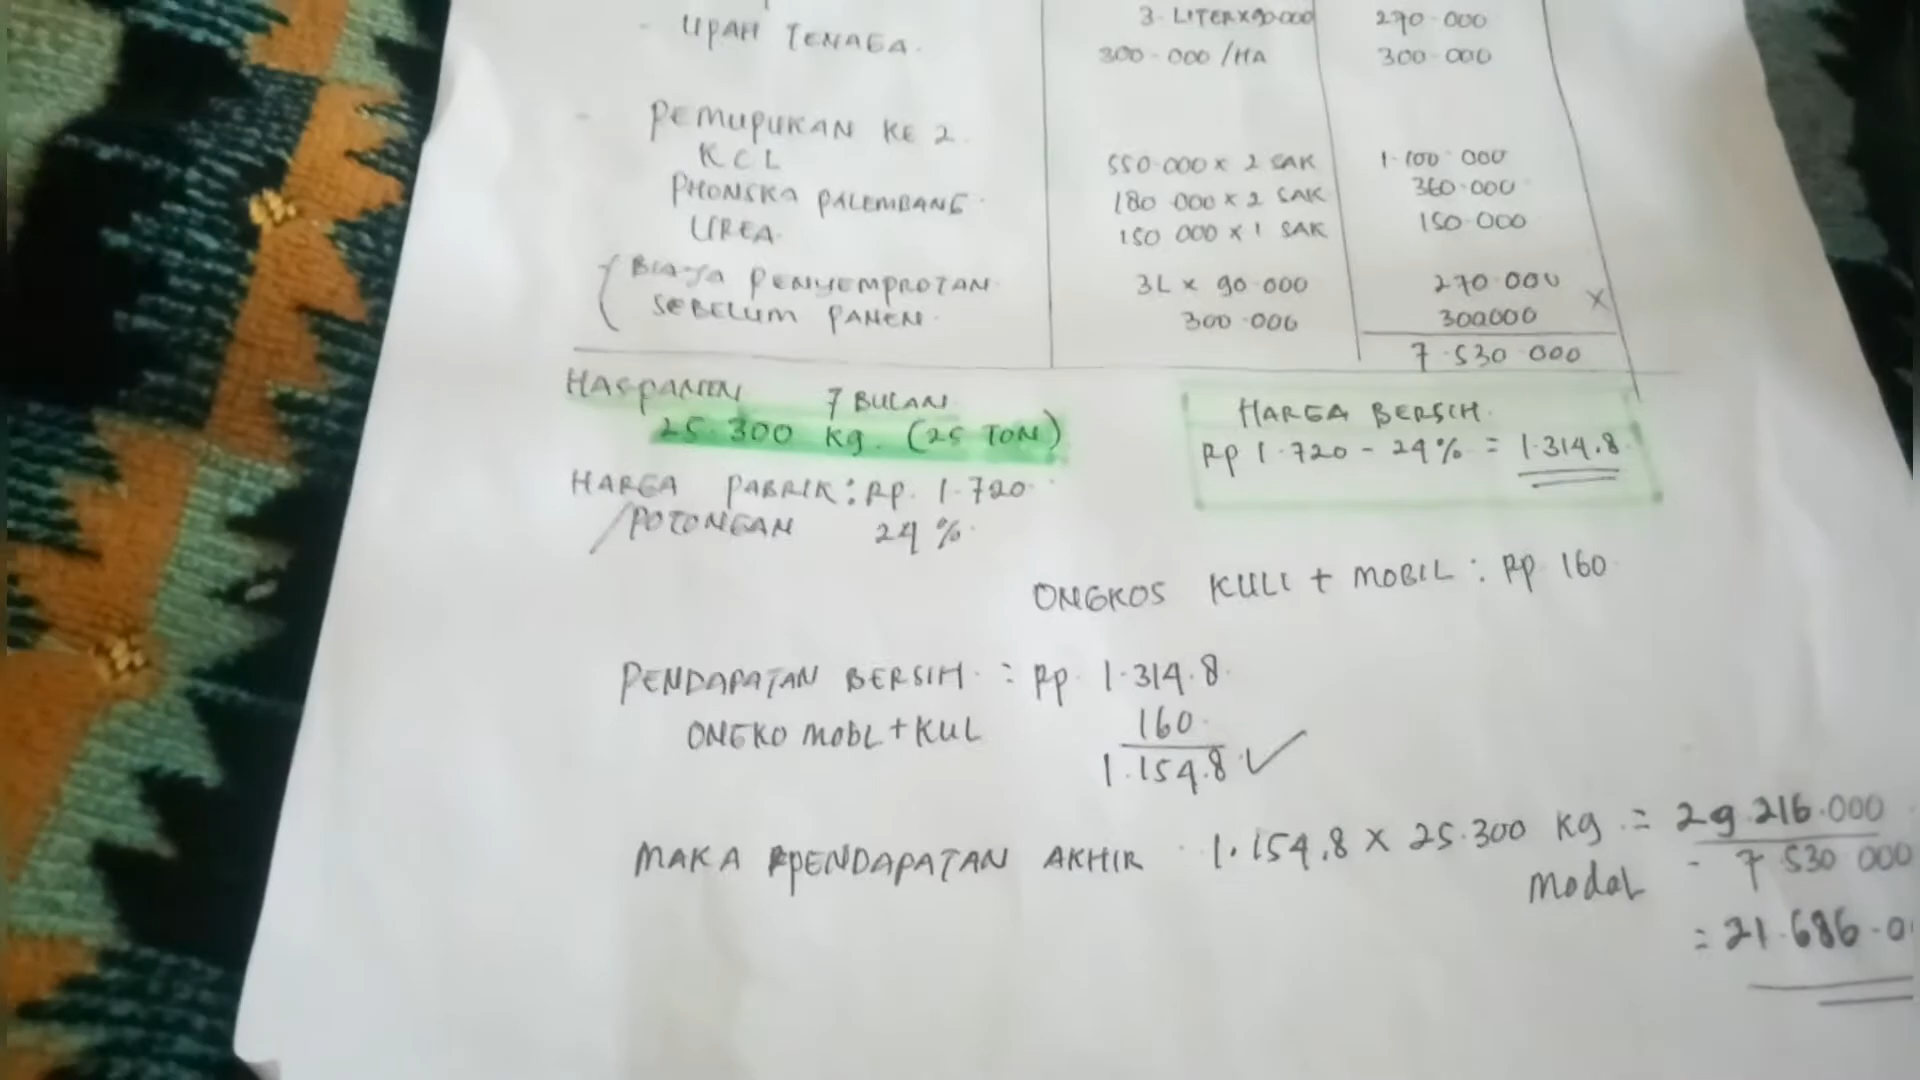 3. LITERX90.000 270.000
- UPAH TENAGA. 300.000 /HA 300.000
- PEMUPUKAN KE 2.
KCL 550.000 x 2 SAK 1.100.000
PHONSKA PALEMBANG. 180 000 x 2 SAK 360.000
UREA. 150 000 x 1 SAK 150.000
BIAYA PENYEMPROTAN 3L x 90.000 270.000
SEBELUM PANEN. 300.000 300000 X
7.530 000
HASPANEN 7 BULAN.
25.300 kg. (25 TON)
HARGA BERSIH.
Rp 1.720 - 24% = 1.314.8
HARGA PABRIK: RP. 1.720.
/POTONGAN 24%.
ONGKOS KULI + MOBIL : Rp 160
PENDAPATAN BERSIH. = Rp. 1.314.8
ONGKO MOBL+KUL 160.
1.154.8 ✓
MAKA PENDAPATAN AKHIR 1.154,8 X 25.300 kg. = 29.216.000
Modal - 7 530 000
= 21.686.0